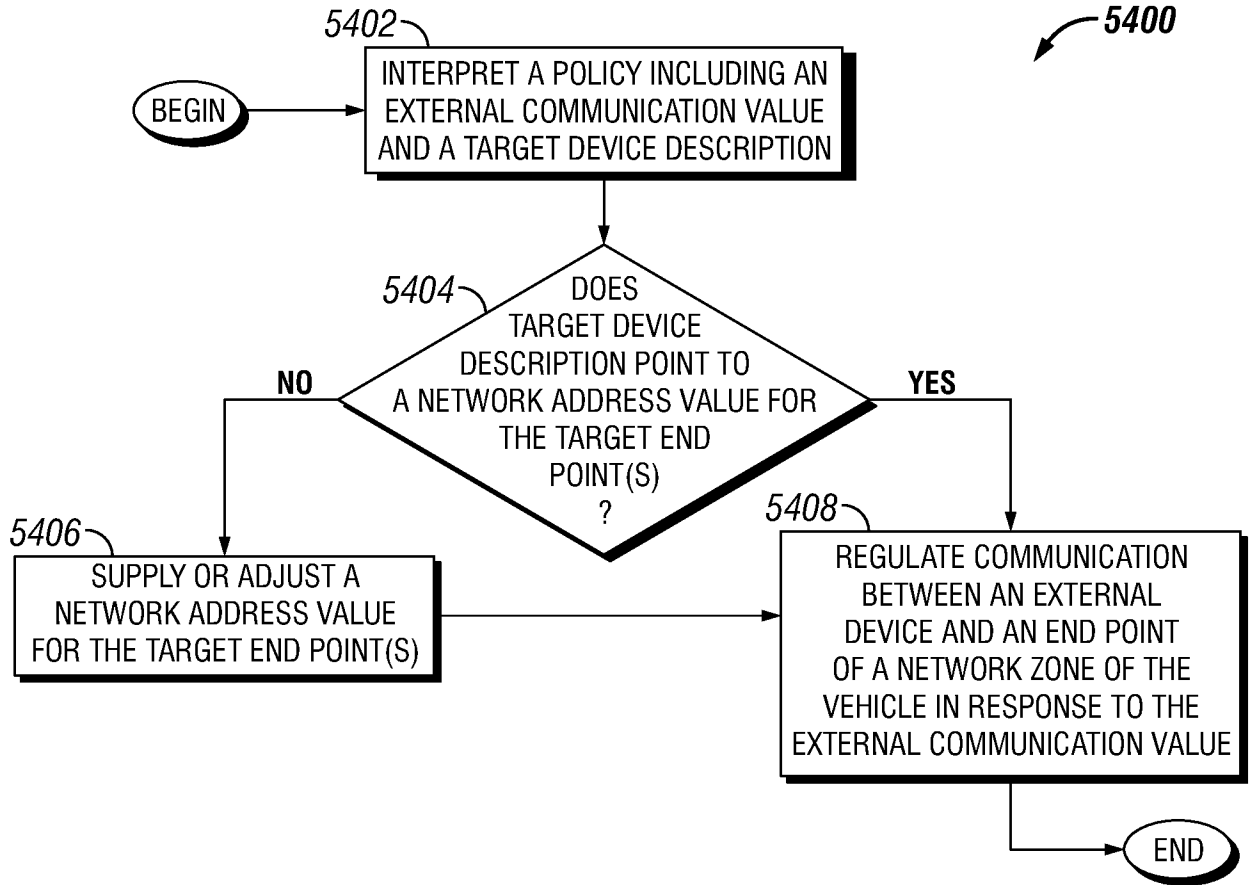 5400
5402
BEGIN
INTERPRET A POLICY INCLUDING AN
EXTERNAL COMMUNICATION VALUE
AND A TARGET DEVICE DESCRIPTION
5404
DOES
TARGET DEVICE
DESCRIPTION POINT TO
A NETWORK ADDRESS VALUE FOR
THE TARGET END
POINT(S)
?
NO
YES
5406
SUPPLY OR ADJUST A
NETWORK ADDRESS VALUE
FOR THE TARGET END POINT(S)
5408
REGULATE COMMUNICATION
BETWEEN AN EXTERNAL
DEVICE AND AN END POINT
OF A NETWORK ZONE OF THE
VEHICLE IN RESPONSE TO THE
EXTERNAL COMMUNICATION VALUE
END